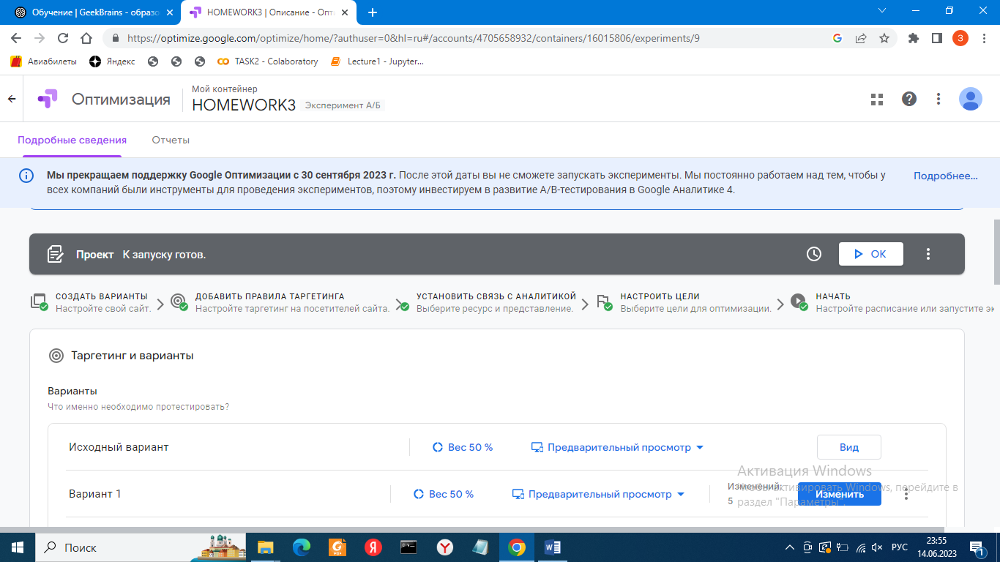 Обучение | GeekBrains - образо
HOMEWORK3 | Описание - Опт
https://optimize.google.com/optimize/home/?authuser=0&hl=ru#/accounts/4705658932/containers/16015806/experiments/9
3
Авиабилеты
Яндекс
TASK2 - Colaboratory
Lecture1 - Jupyter...
Оптимизация
Мой контейнер
HOMEWORK3
Эксперимент А/Б
Подробные сведения
Отчеты
Мы прекращаем поддержку Google Оптимизации с 30 сентября 2023 г. После этой даты вы не сможете запускать эксперименты. Мы постоянно работаем над тем, чтобы у
всех компаний были инструменты для проведения экспериментов, поэтому инвестируем в развитие A/B-тестирования в Google Аналитике 4.
Подробнее...
Проект К запуску готов.
ОК
СОЗДАТЬ ВАРИАНТЫ
Настройте свой сайт.
ДОБАВИТЬ ПРАВИЛА ТАРГЕТИНГА
Настройте таргетинг на посетителей сайта.
УСТАНОВИТЬ СВЯЗЬ С АНАЛИТИКОЙ
Выберите ресурс и представление.
НАСТРОИТЬ ЦЕЛИ
Выберите цели для оптимизации.
НАЧАТЬ
Настройте расписание или запустите эк
Таргетинг и варианты
Варианты
Что именно необходимо протестировать?
Исходный вариант
Вес 50 %
Предварительный просмотр
Вид
Вариант 1
Вес 50 %
Предварительный просмотр
Изменений:
5
Изменить
Активация Windows
Чтобы активировать Windows, перейдите в
раздел "Параметры".
Поиск
PDF
Я
Y
W
РУС
23:55
14.06.2023
1